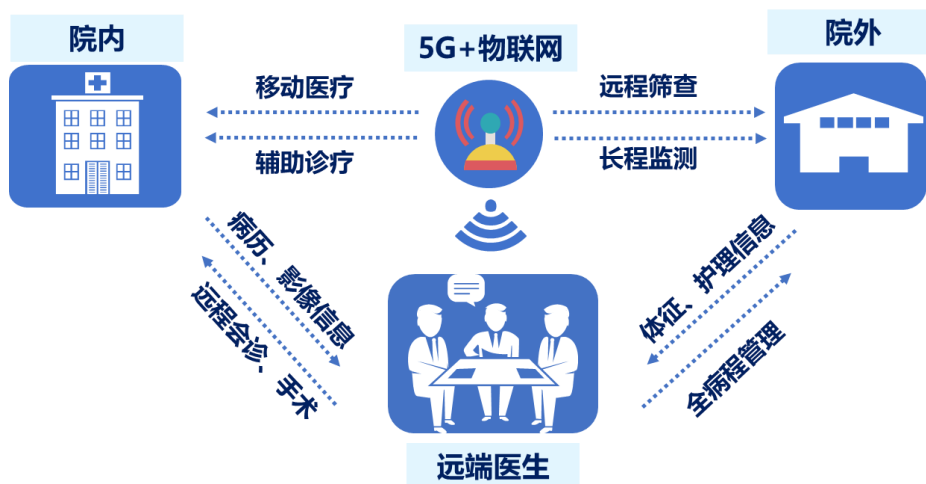 院内
5G+物联网
院外
移动医疗
远程筛查
辅助诊疗
长程监测
病历、影像信息
远程会诊、手术
体征、护理信息
全病程管理
远端医生